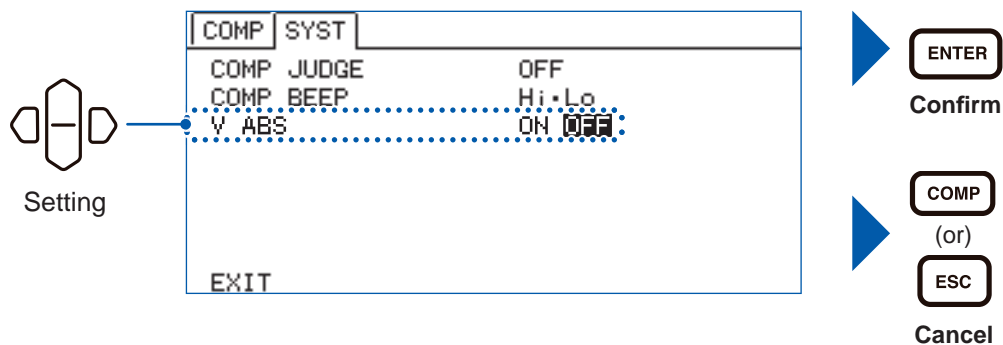 COMP SYST
COMP JUDGE OFF
COMP BEEP Hi・Lo
V ABS ON OFF
EXIT
Setting
ENTER
Confirm
COMP
(or)
ESC
Cancel